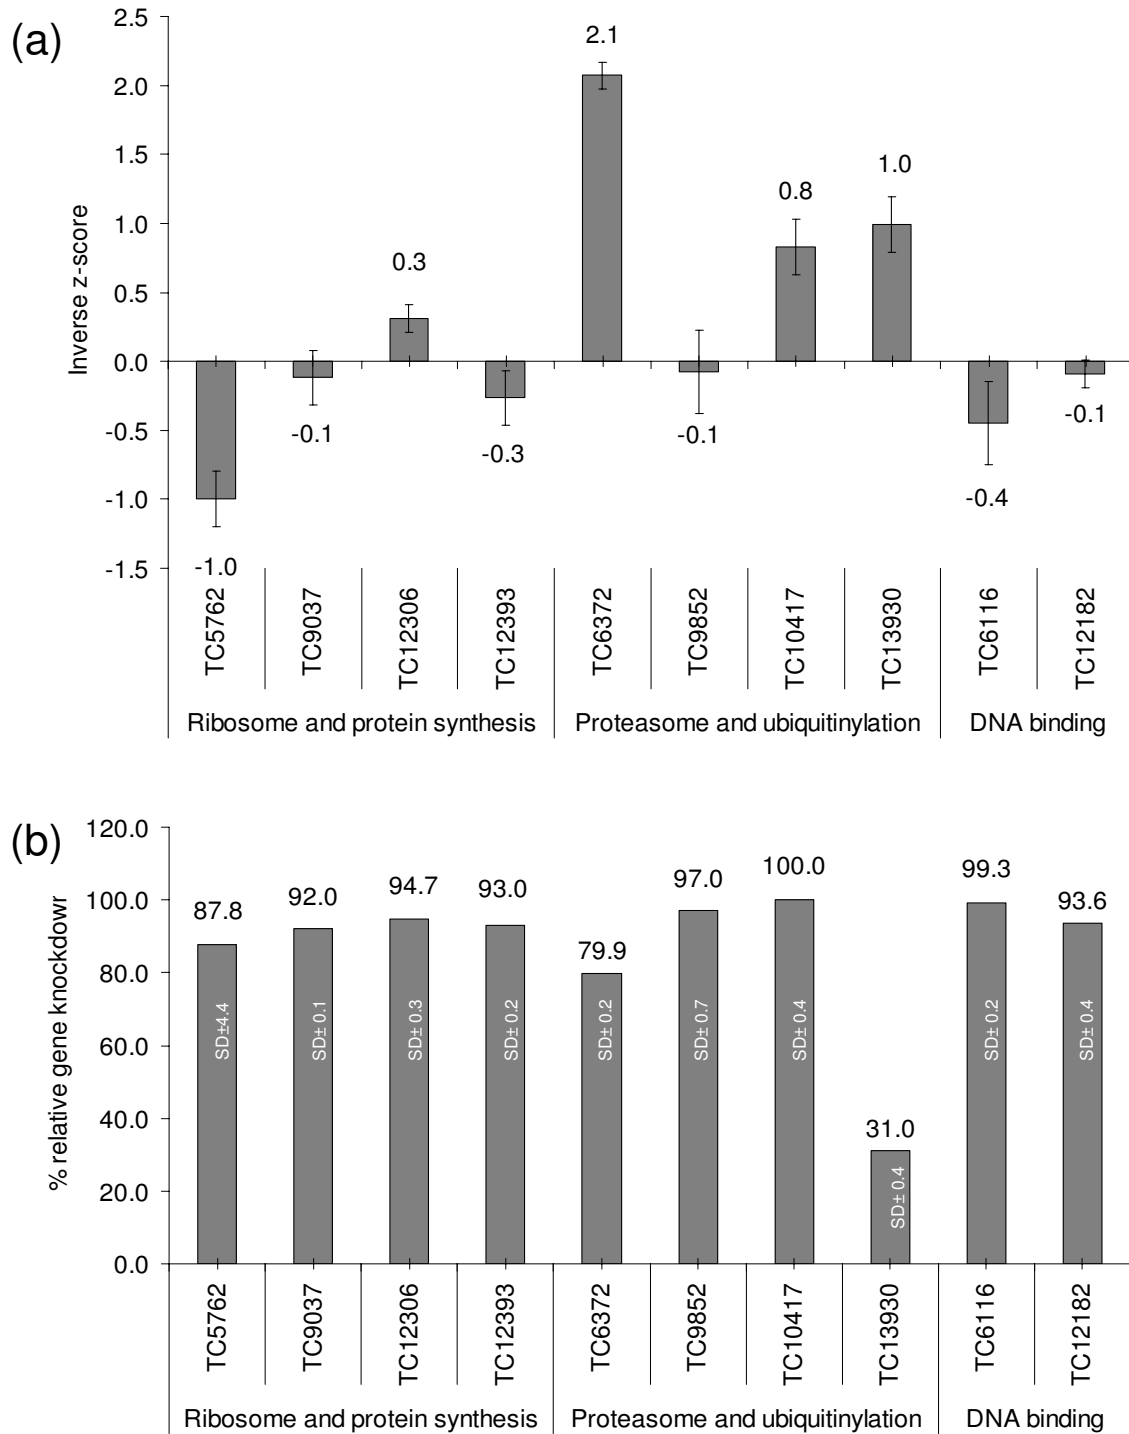 (a)
2.5
2.0
1.5
1.0
0.5
0.0
-0.5
-1.0
-1.5
Inverse z-score
-1.0
-0.1
0.3
-0.3
2.1
-0.1
0.8
1.0
-0.4
-0.1
TC5762
TC9037
TC12306
TC12393
TC6372
TC9852
TC10417
TC13930
TC6116
TC12182
Ribosome and protein synthesis
Proteasome and ubiquitinylation
DNA binding
(b)
120.0
100.0
80.0
60.0
40.0
20.0
0.0
% relative gene knockdowr
87.8
92.0
94.7
93.0
79.9
97.0
100.0
31.0
99.3
93.6
SD±4.4
SD± 0.1
SD± 0.3
SD± 0.2
SD± 0.2
SD± 0.7
SD± 0.4
SD± 0.4
SD± 0.2
SD± 0.4
TC5762
TC9037
TC12306
TC12393
TC6372
TC9852
TC10417
TC13930
TC6116
TC12182
Ribosome and protein synthesis
Proteasome and ubiquitinylation
DNA binding